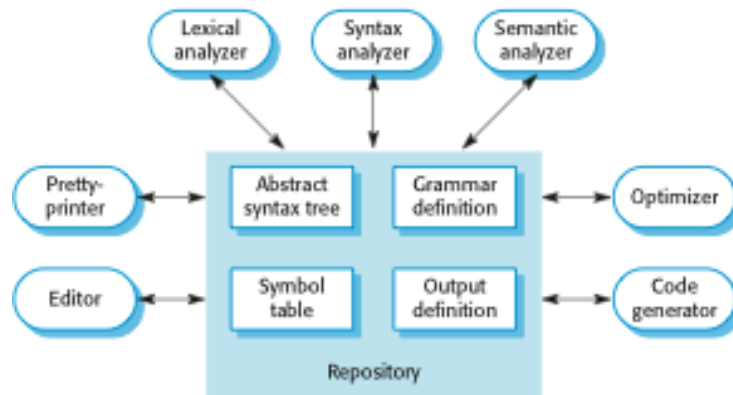 Lexical
analyzer
Syntax
analyzer
Semantic
analyzer
Pretty-
printer
Abstract
syntax tree
Grammar
definition
Optimizer
Editor
Symbol
table
Output
definition
Code
generator
Repository